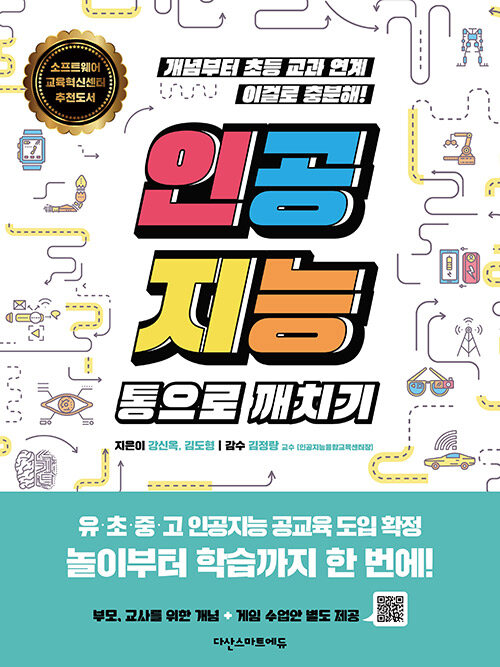 소프트웨어
교육혁신센터
추천도서
개념부터 초등 교과 연계
이걸로 충분해!
인공
지능
통으로 깨치기
지은이 강신옥, 김도형 | 감수 김정랑 교수 (인공지능융합교육센터장)
유·초·중·고 인공지능 공교육 도입 확정
놀이부터 학습까지 한 번에!
부모, 교사를 위한 개념 + 게임 수업안 별도 제공
다산스마트에듀